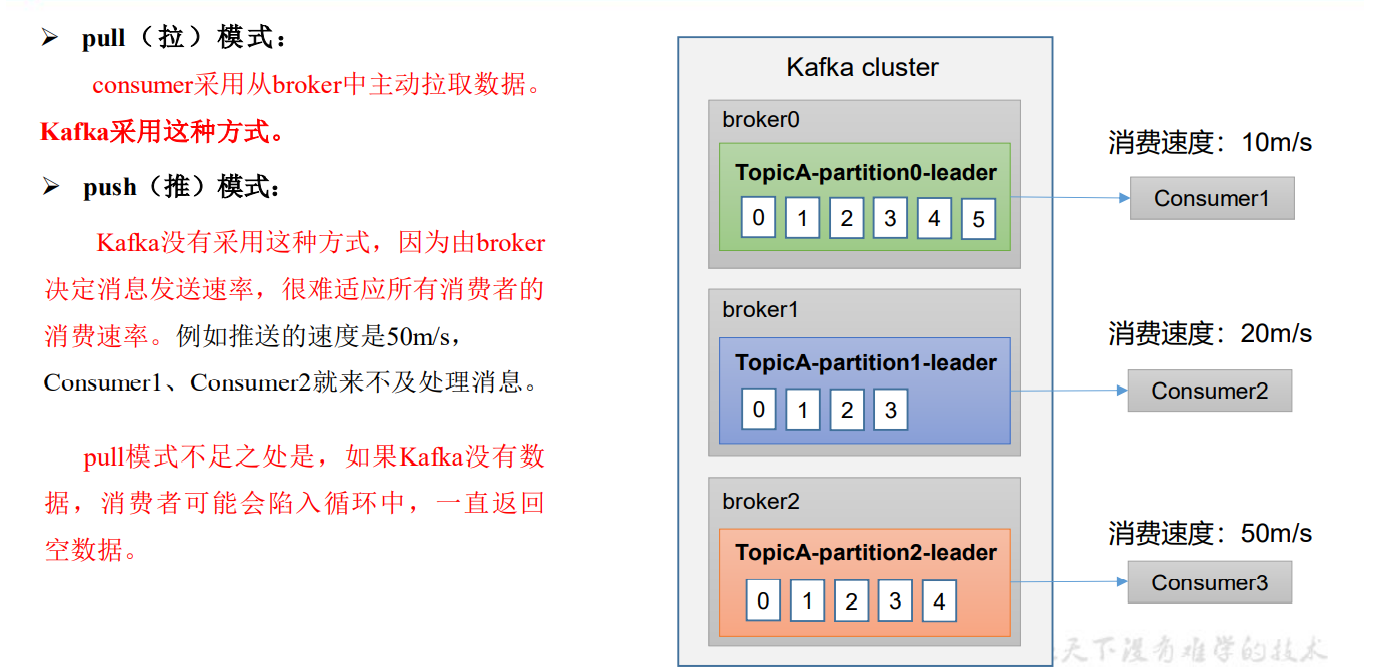 ➢ pull（拉）模式：
consumer采用从broker中主动拉取数据。
Kafka采用这种方式。
➢ push（推）模式：
Kafka没有采用这种方式，因为由broker
决定消息发送速率，很难适应所有消费者的
消费速率。例如推送的速度是50m/s，
Consumer1、Consumer2就来不及处理消息。
pull模式不足之处是，如果Kafka没有数
据，消费者可能会陷入循环中，一直返回
空数据。
Kafka cluster
broker0
TopicA-partition0-leader
0 1 2 3 4 5
消费速度：10m/s
Consumer1
broker1
TopicA-partition1-leader
0 1 2 3
消费速度：20m/s
Consumer2
broker2
TopicA-partition2-leader
0 1 2 3 4
消费速度：50m/s
Consumer3
天下没有难学的技术